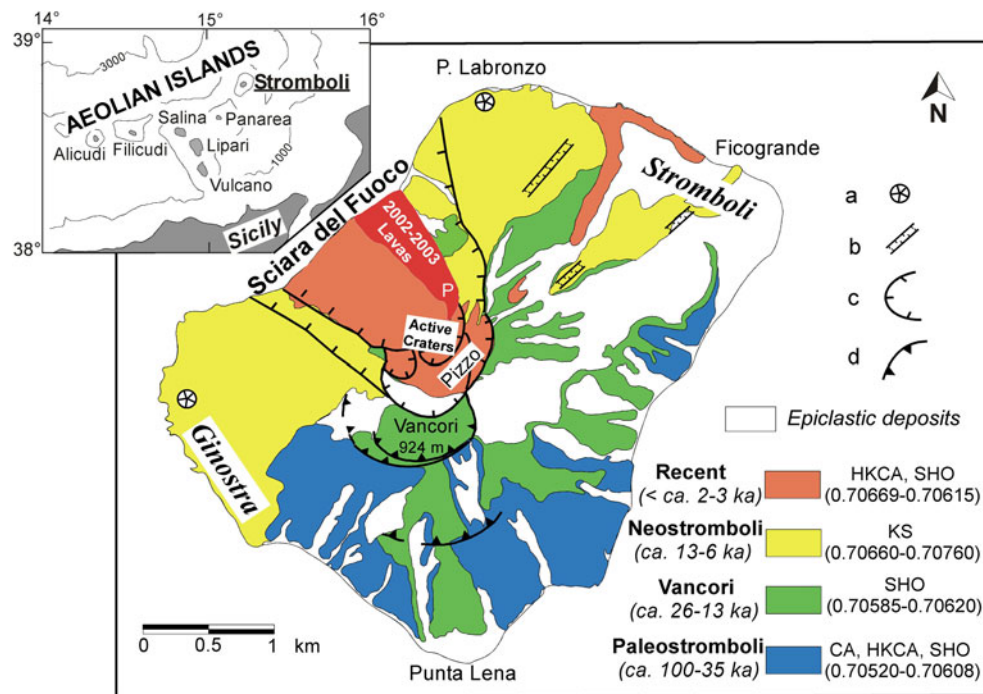 14° 15° 16°
39°
38°
3000
1000
AEOLIAN ISLANDS
Stromboli
Salina
Panarea
Alicudi
Filicudi
Lipari
Vulcano
Sicily
P. Labronzo
N
Ficogrande
Stromboli
Sciara del Fuoco
2002-2003
Lavas
P
Active
Craters
Pizzo
Vancori
924 m
Ginostra
Punta Lena
0 0.5 1
km
a
b
c
d
Epiclastic deposits
Recent HKCA, SHO
(< ca. 2-3 ka) (0.70669-0.70615)
Neostromboli KS
(ca. 13-6 ka) (0.70660-0.70760)
Vancori SHO
(ca. 26-13 ka) (0.70585-0.70620)
Paleostromboli CA, HKCA, SHO
(ca. 100-35 ka) (0.70520-0.70608)